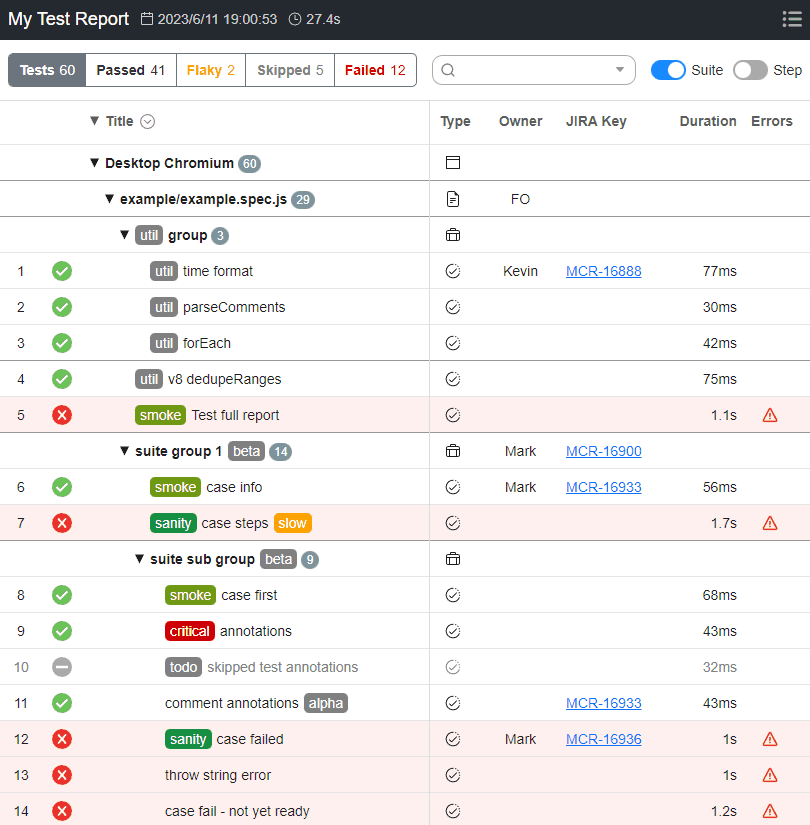 My Test Report 2023/6/11 19:00:53 27.4s
Tests 60 Passed 41 Flaky 2 Skipped 5 Failed 12 Suite Step
Title Type Owner JIRA Key Duration Errors
Desktop Chromium 60
example/example.spec.js 29 FO
util group 3
1 util time format Kevin MCR-16888 77ms
2 util parseComments 30ms
3 util forEach 42ms
4 util v8 dedupeRanges 75ms
5 smoke Test full report 1.1s
suite group 1 beta 14 Mark MCR-16900
6 smoke case info Mark MCR-16933 56ms
7 sanity case steps slow 1.7s
suite sub group beta 9
8 smoke case first 68ms
9 critical annotations 43ms
10 todo skipped test annotations 32ms
11 comment annotations alpha MCR-16933 43ms
12 sanity case failed Mark MCR-16936 1s
13 throw string error 1s
14 case fail - not yet ready 1.2s